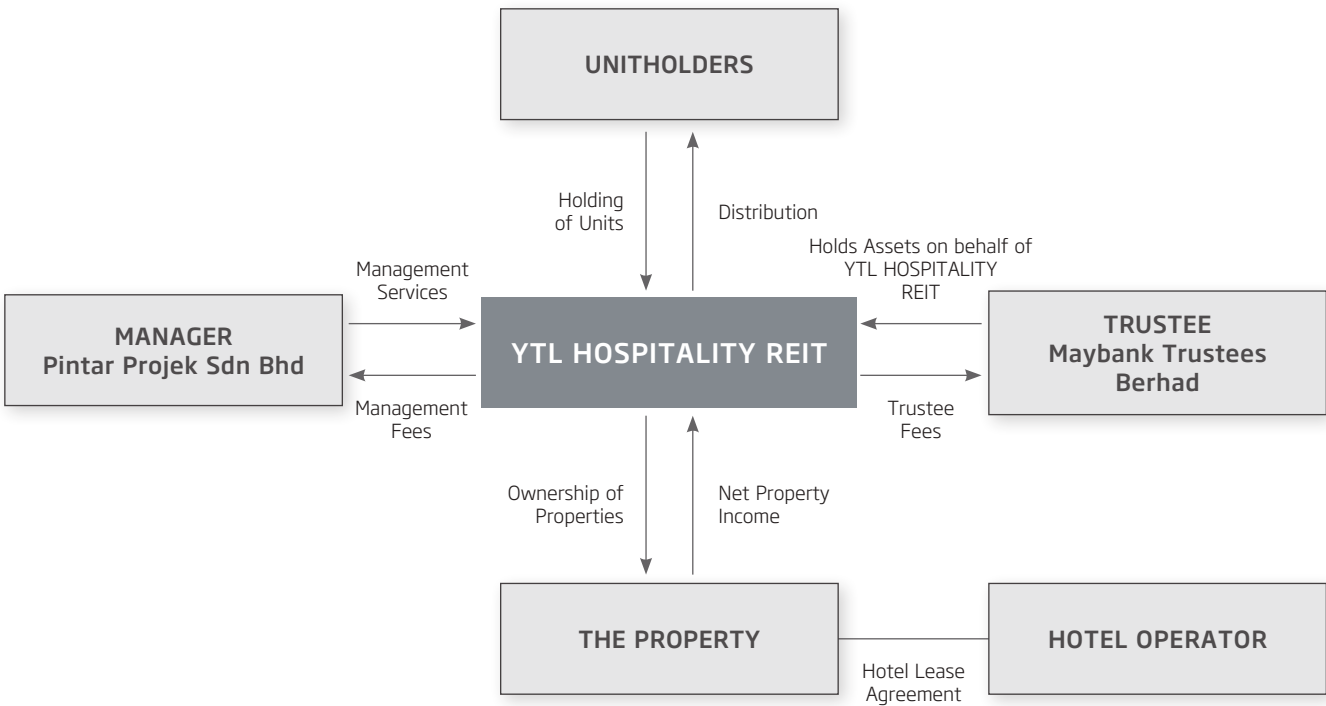 UNITHOLDERS
Holding
of Units
Distribution
Holds Assets on behalf of
YTL HOSPITALITY
REIT
Management
Services
MANAGER
Pintar Projek Sdn Bhd
YTL HOSPITALITY REIT
TRUSTEE
Maybank Trustees
Berhad
Management
Fees
Trustee
Fees
Ownership of
Properties
Net Property
Income
THE PROPERTY
HOTEL OPERATOR
Hotel Lease
Agreement